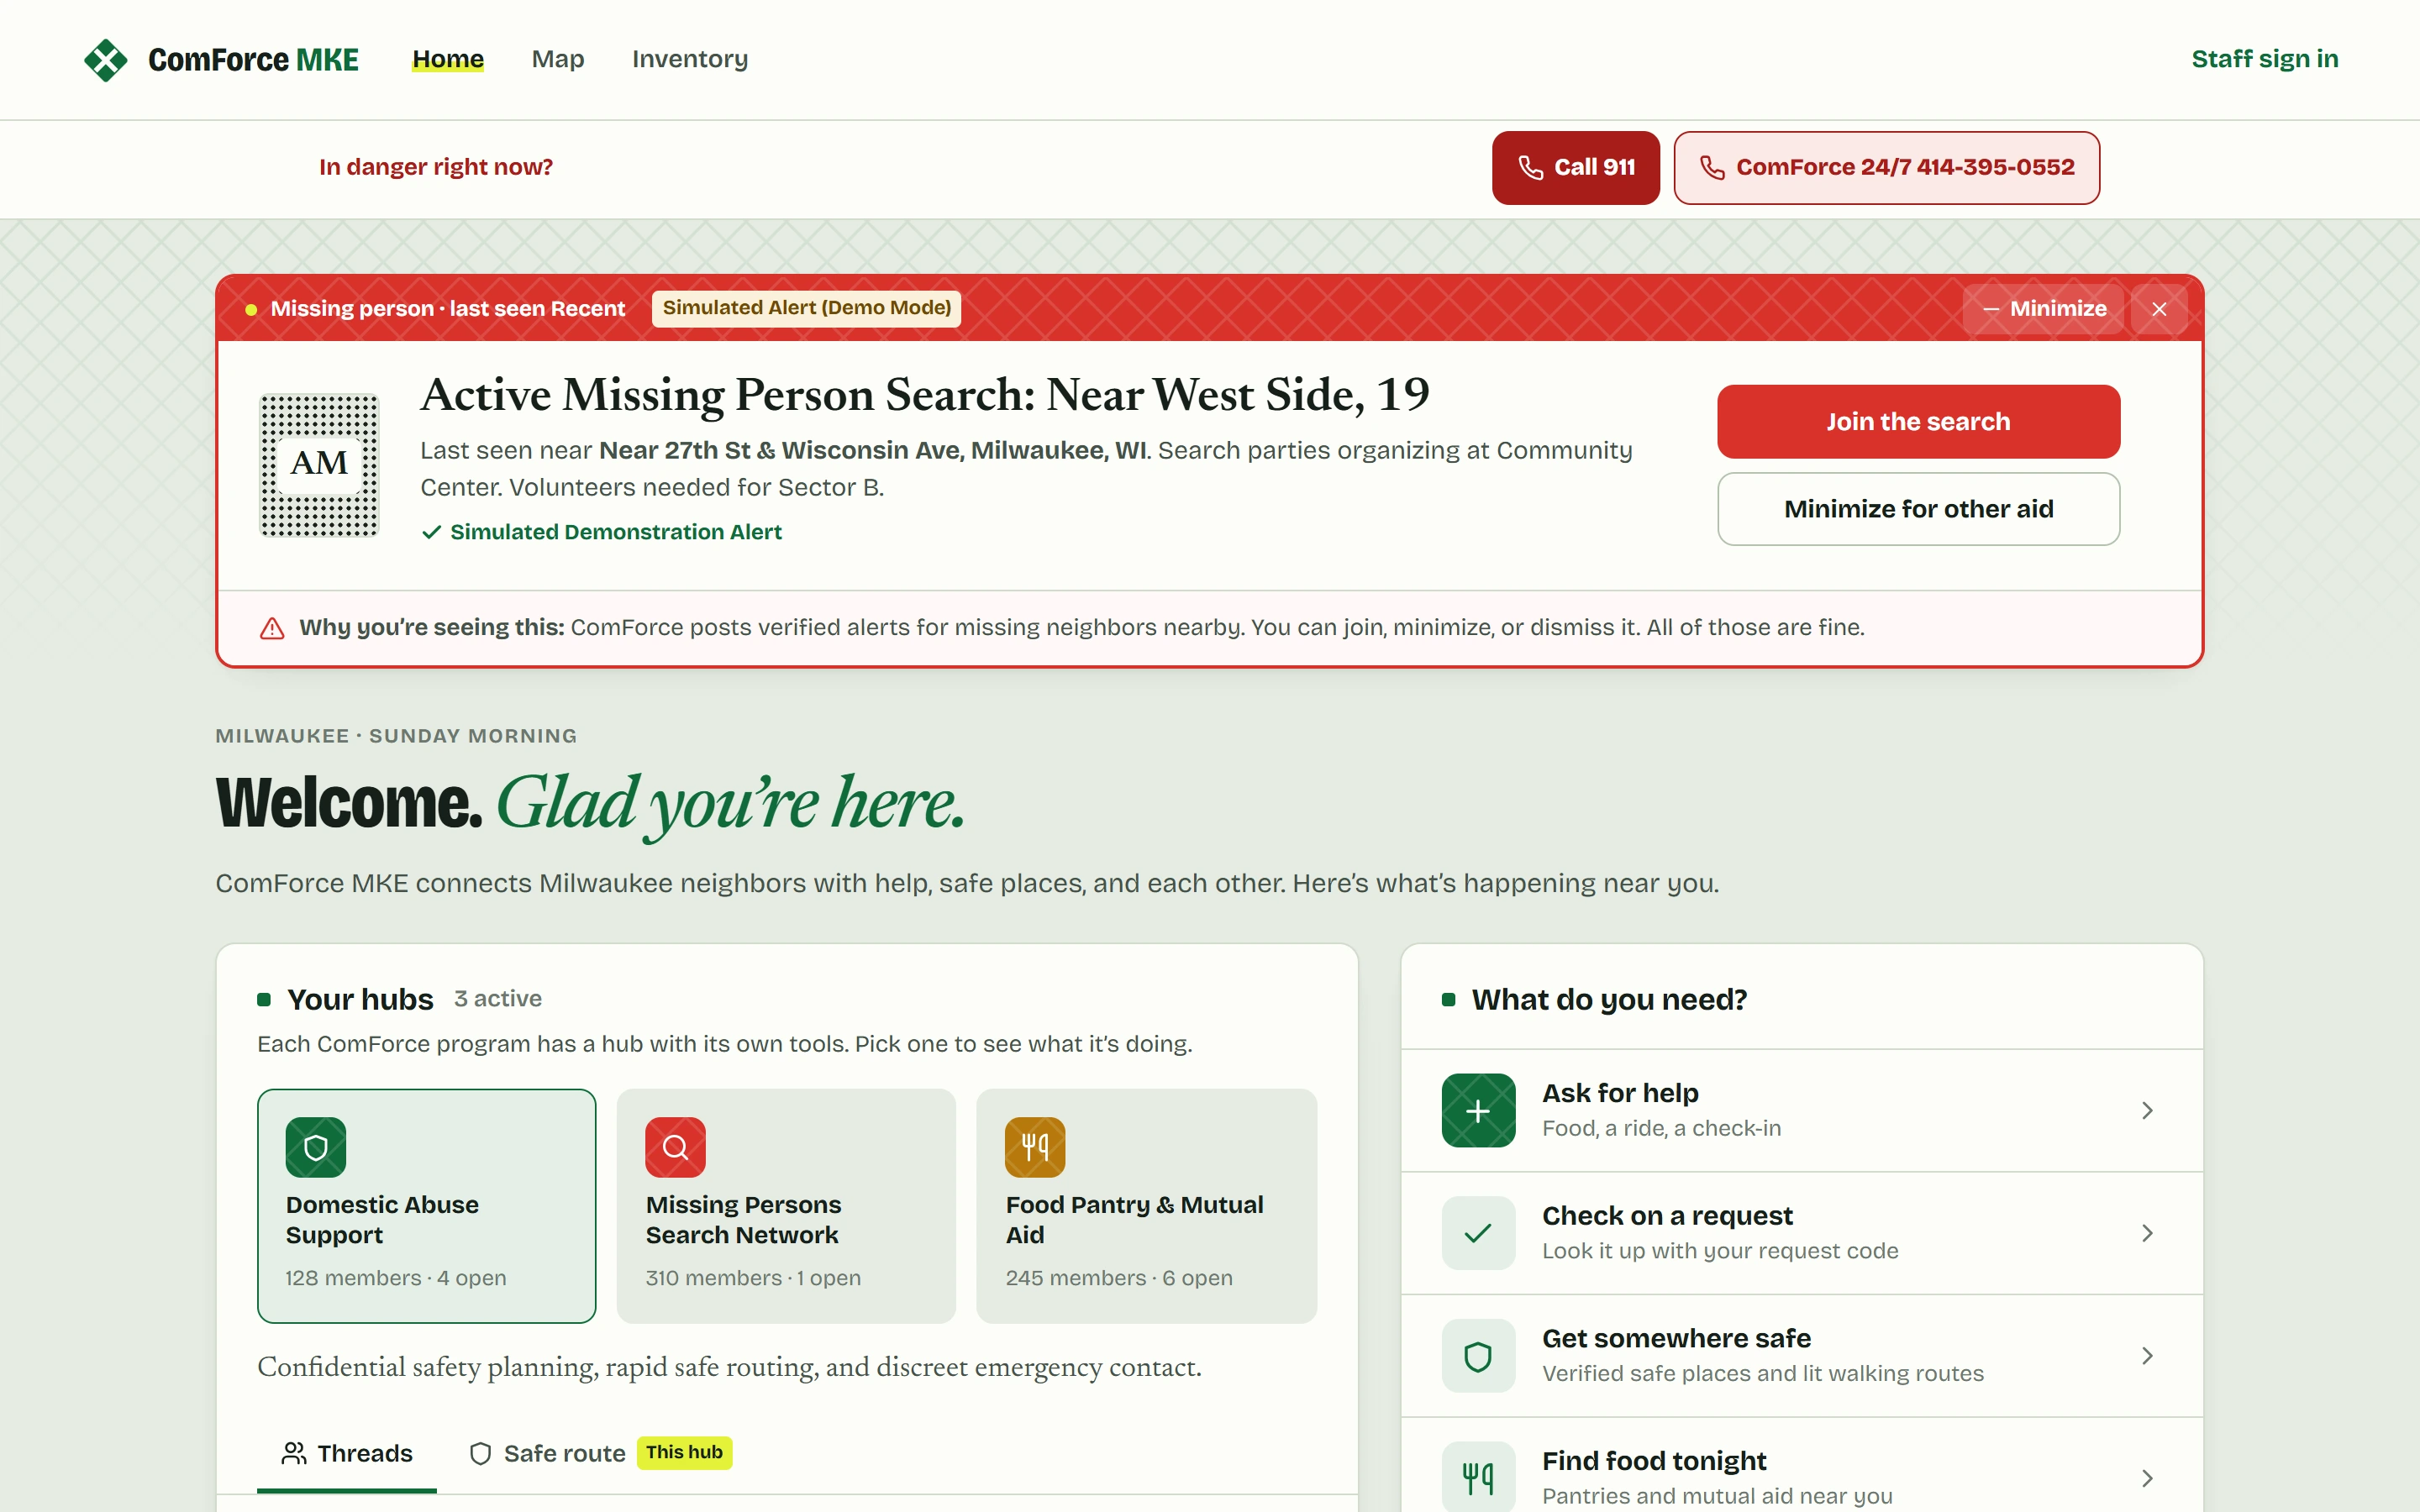 ComForce MKE
Home
Map
Inventory
Staff sign in
In danger right now?
Call 911
ComForce 24/7 414-395-0552
Missing person · last seen Recent
Simulated Alert (Demo Mode)
Minimize
AM
Active Missing Person Search: Near West Side, 19
Last seen near Near 27th St & Wisconsin Ave, Milwaukee, WI. Search parties organizing at Community
Center. Volunteers needed for Sector B.
Simulated Demonstration Alert
Join the search
Minimize for other aid
Why you’re seeing this: ComForce posts verified alerts for missing neighbors nearby. You can join, minimize, or dismiss it. All of those are fine.
MILWAUKEE · SUNDAY MORNING
Welcome. Glad you’re here.
ComForce MKE connects Milwaukee neighbors with help, safe places, and each other. Here’s what’s happening near you.
Your hubs 3 active
Each ComForce program has a hub with its own tools. Pick one to see what it’s doing.
Domestic Abuse
Support
128 members · 4 open
Missing Persons
Search Network
310 members · 1 open
Food Pantry & Mutual
Aid
245 members · 6 open
Confidential safety planning, rapid safe routing, and discreet emergency contact.
Threads
Safe route This hub
What do you need?
Ask for help
Food, a ride, a check-in
Check on a request
Look it up with your request code
Get somewhere safe
Verified safe places and lit walking routes
Find food tonight
Pantries and mutual aid near you